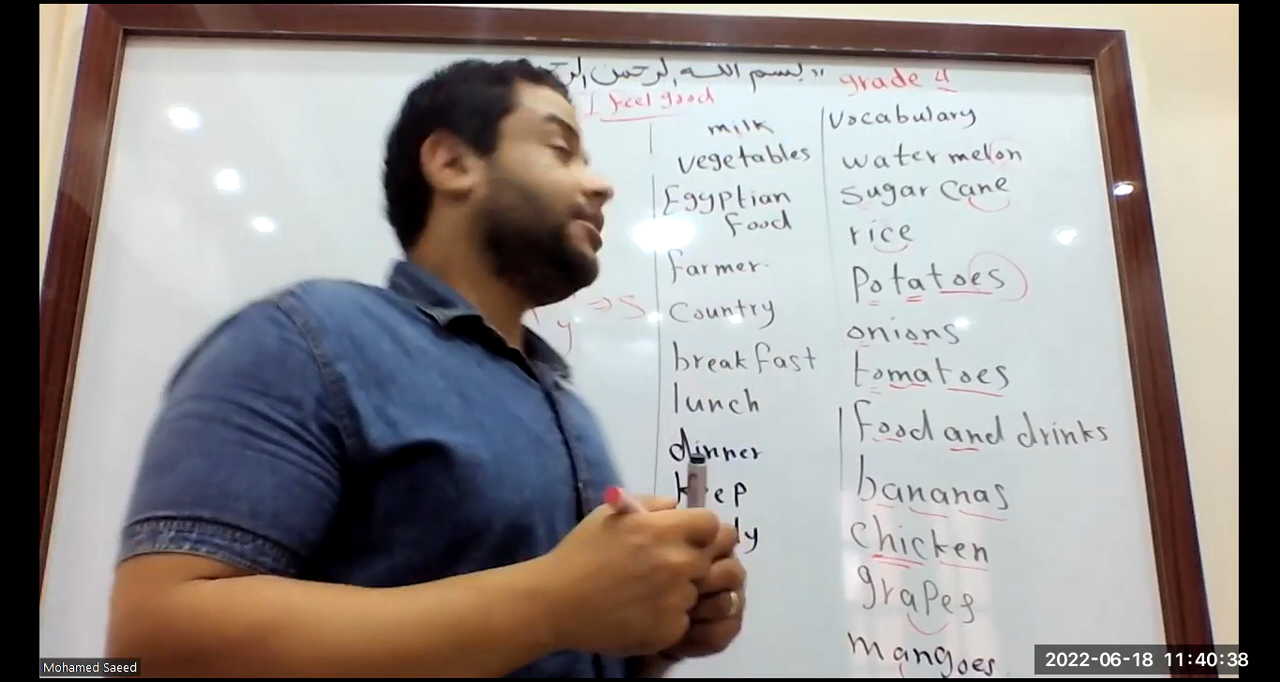 بسم الله الرحمن الرحيم
grade 4
I feel good
milk
vegetables
Egyptian
food
farmer
Country
breakfast
lunch
dinner
y => s
vocabulary
water melon
sugar cane
rice
potatoes
onions
tomatoes
food and drinks
bananas
chicken
grapes
mangoes
Mohamed Saeed
2022-06-18 11:40:38